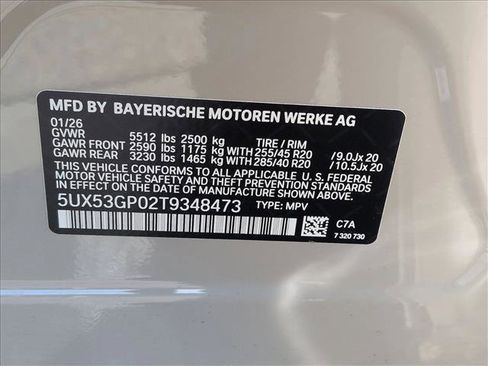 MFD BY BAYERISCHE MOTOREN WERKE AG
01/26
GVWR 5512 lbs 2500 kg TIRE / RIM
GAWR FRONT 2590 lbs 1175 kg WITH 255/45 R20 /9.0Jx 20
GAWR REAR 3230 lbs 1465 kg WITH 285/40 R20 /10.5Jx 20
THIS VEHICLE CONFORMS TO ALL APPLICABLE U.S. FEDERAL
MOTOR VEHICLE SAFETY, BUMPER, AND THEFT PREVENTION
STANDARDS IN EFFECT ON THE DATE OF MANUFACTURE SHOWN ABOVE.
5UX53GP02T9348473 TYPE: MPV
C7A
7 320 730